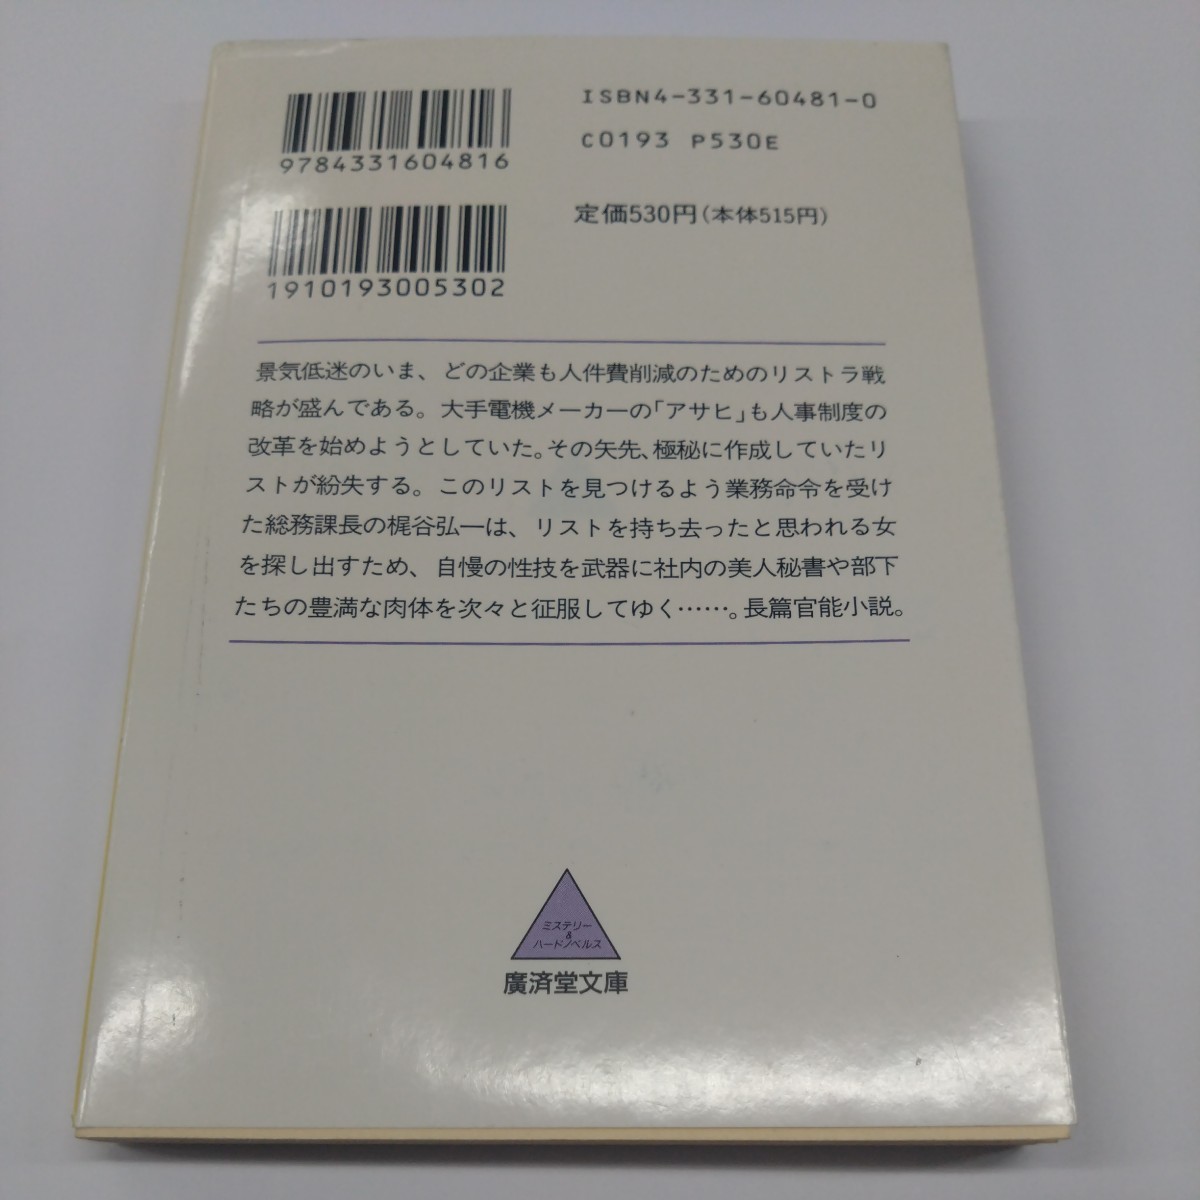 9784331604816
ISBN4-331-60481-0
C0193 P530E
1910193005302
定価530円(本体515円)
景気低迷のいま、どの企業も人件費削減のためのリストラ戦
略が盛んである。大手電機メーカーの「アサヒ」も人事制度の
改革を始めようとしていた。その矢先、極秘に作成していたリ
ストが紛失する。このリストを見つけるよう業務命令を受け
た総務課長の梶谷弘一は、リストを持ち去ったと思われる女
を探し出すため、自慢の性技を武器に社内の美人秘書や部下
たちの豊満な肉体を次々と征服してゆく……。長篇官能小説。
ミステリー
&
ハードノベルス
廣済堂文庫